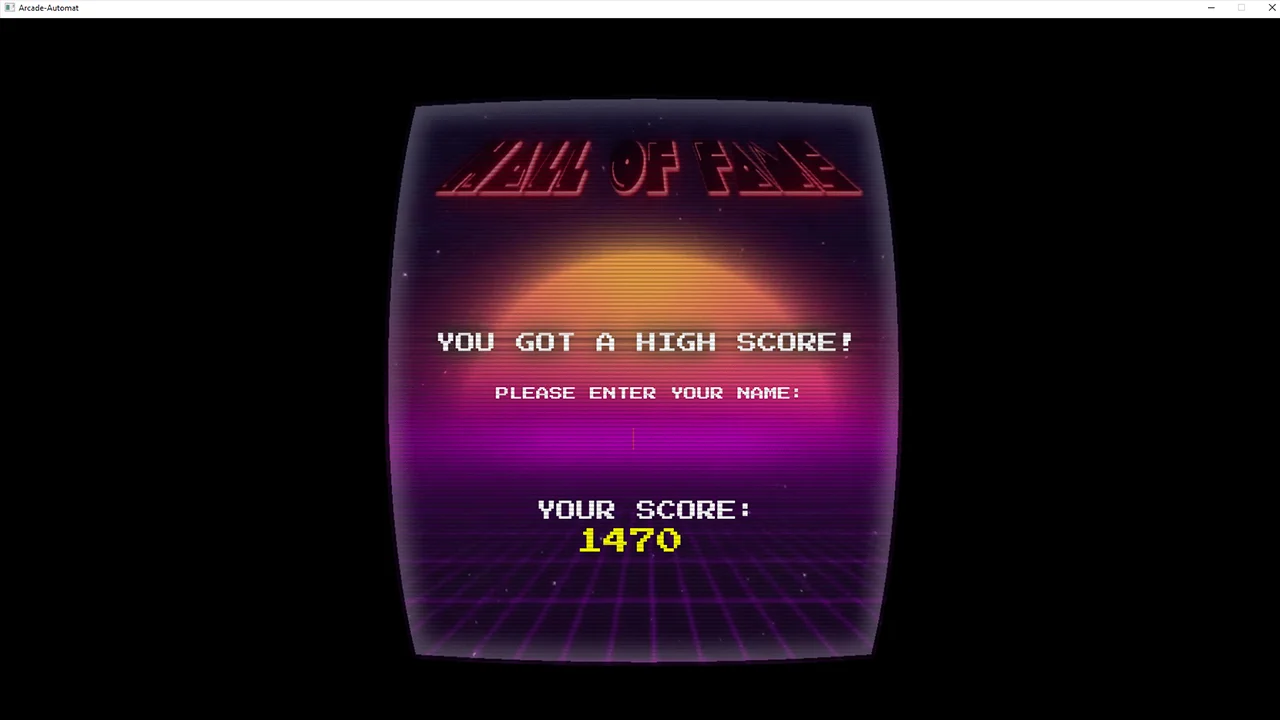 Arcade-Automat
HALL OF FAME
YOU GOT A HIGH SCORE!
PLEASE ENTER YOUR NAME:
YOUR SCORE:
1470